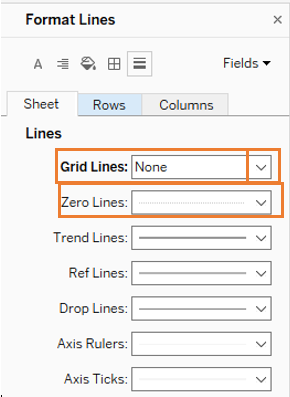 Format Lines
A
Fields
Sheet Rows Columns
Lines
Grid Lines: None
Zero Lines:
Trend Lines:
Ref Lines:
Drop Lines:
Axis Rulers:
Axis Ticks: